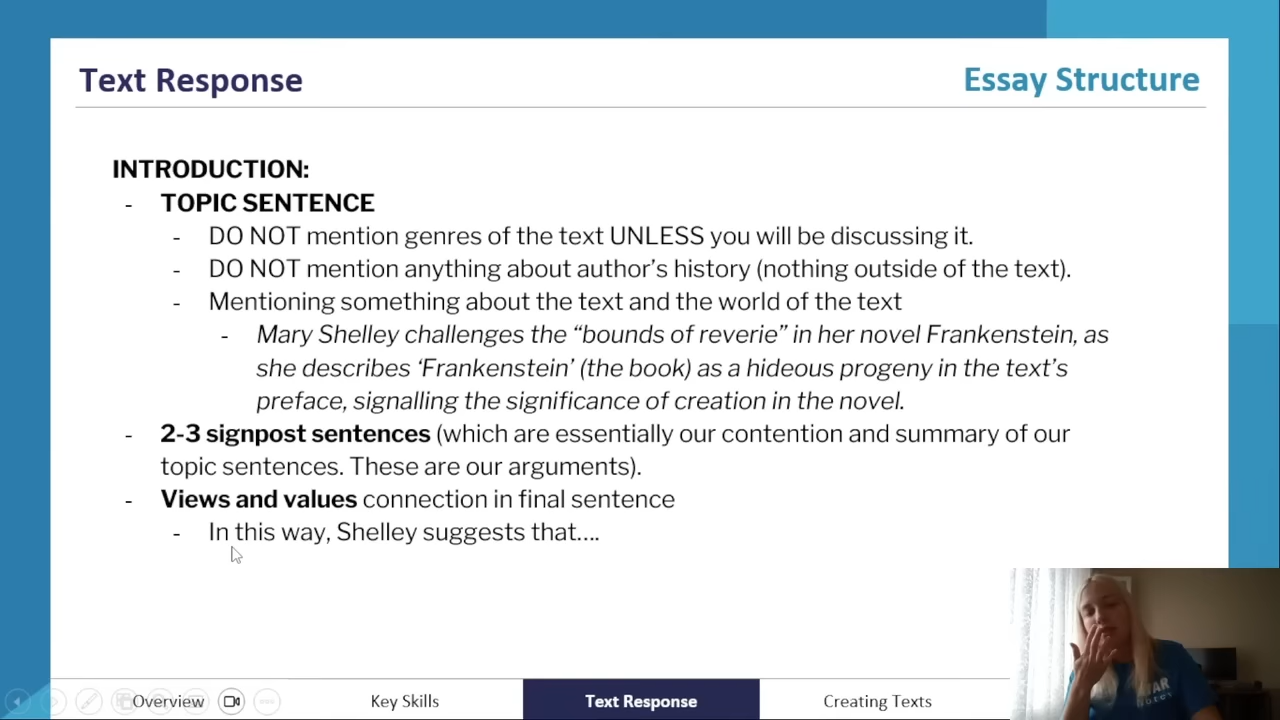 Text Response
Essay Structure
INTRODUCTION:
- TOPIC SENTENCE
- DO NOT mention genres of the text UNLESS you will be discussing it.
- DO NOT mention anything about author's history (nothing outside of the text).
- Mentioning something about the text and the world of the text
- Mary Shelley challenges the “bounds of reverie” in her novel Frankenstein, as
she describes ‘Frankenstein’ (the book) as a hideous progeny in the text's
preface, signalling the significance of creation in the novel.
- 2-3 signpost sentences (which are essentially our contention and summary of our
topic sentences. These are our arguments).
- Views and values connection in final sentence
- In this way, Shelley suggests that....
Overview
Key Skills
Text Response
Creating Texts